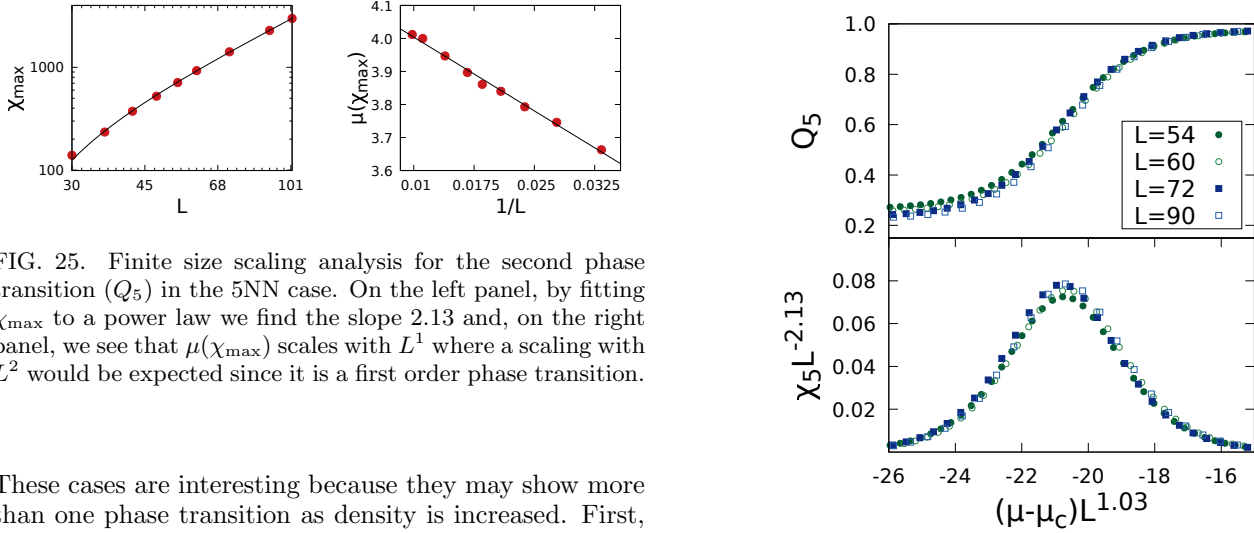 χmax
1000
100
30
45
68
101
L
μ(χmax)
4.1
4.0
3.9
3.8
3.7
3.6
0.01
0.0175
0.025
0.0325
1/L
FIG. 25. Finite size scaling analysis for the second phase
transition (Q5) in the 5NN case. On the left panel, by fitting
χmax to a power law we find the slope 2.13 and, on the right
panel, we see that μ(χmax) scales with L^1 where a scaling with
L^2 would be expected since it is a first order phase transition.
These cases are interesting because they may show more
than one phase transition as density is increased. First,
Q5
1.0
0.8
0.6
0.4
0.2
L=54
L=60
L=72
L=90
χ5L^-2.13
0.08
0.06
0.04
0.02
-26
-24
-22
-20
-18
-16
(μ-μc)L^1.03